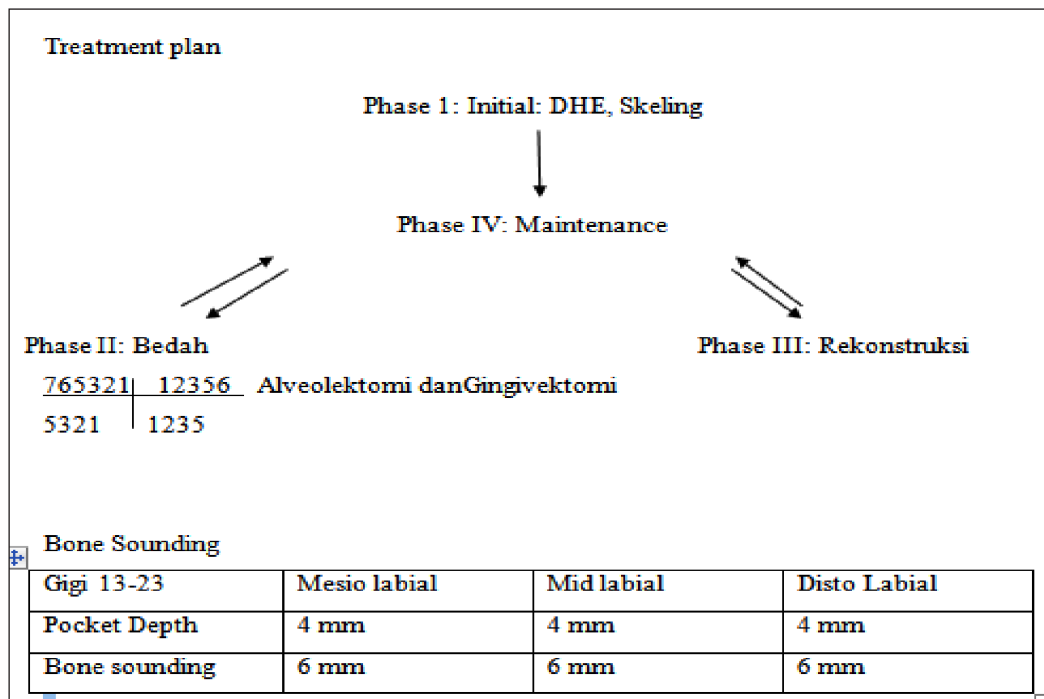 Treatment plan
Phase 1: Initial: DHE, Skeling
Phase IV: Maintenance
Phase II: Bedah
Phase III: Rekonstruksi
765321| 12356 Alveolektomi danGingivektomi
5321 | 1235
Bone Sounding
Gigi 13-23 Mesio labial Mid labial Disto Labial
Pocket Depth 4 mm 4 mm 4 mm
Bone sounding 6 mm 6 mm 6 mm